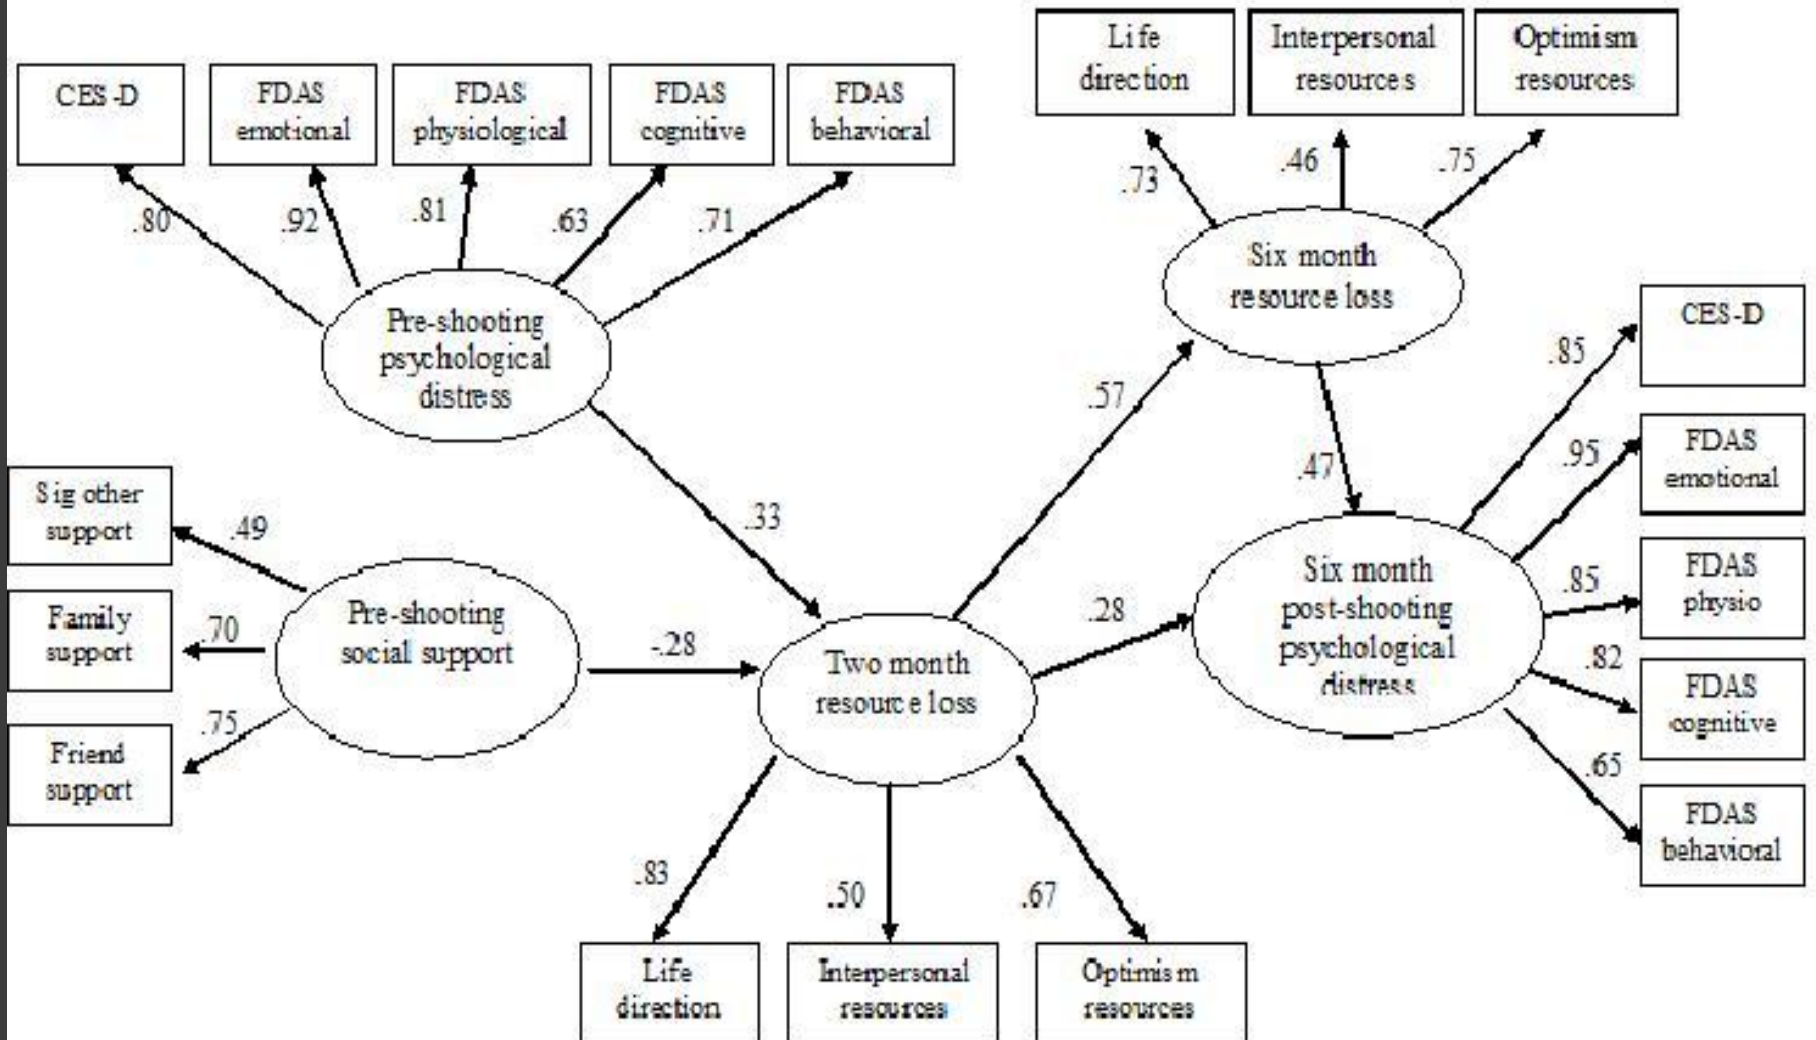 Life
direction
Interpersonal
resources
Optimism
resources
CES-D
FDAS
emotional
FDAS
physiological
FDAS
cognitive
FDAS
behavioral
.73
.46
.75
.80
.92
.81
.63
.71
Six month
resource loss
Pre-shooting
psychological
distress
CES-D
.85
.57
FDAS
emotional
.95
.47
Sig other
support
.49
.33
FDAS
physio
.85
Six month
post-shooting
psychological
distress
Family
support
.70
Pre-shooting
social support
-.28
.28
Two month
resource loss
.82
FDAS
cognitive
Friend
support
.75
.65
FDAS
behavioral
.83
.50
.67
Life
direction
Interpersonal
resources
Optimism
resources